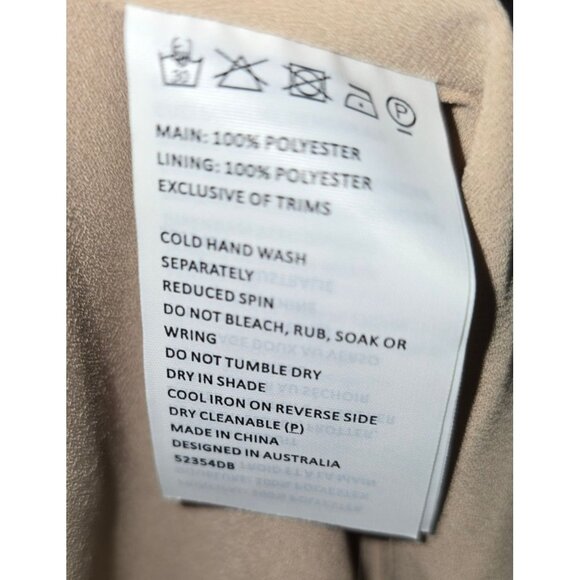 30
P
MAIN: 100% POLYESTER
LINING: 100% POLYESTER
EXCLUSIVE OF TRIMS
COLD HAND WASH
SEPARATELY
REDUCED SPIN
DO NOT BLEACH, RUB, SOAK OR
WRING
DO NOT TUMBLE DRY
DRY IN SHADE
COOL IRON ON REVERSE SIDE
DRY CLEANABLE (P)
MADE IN CHINA
DESIGNED IN AUSTRALIA
52354DB